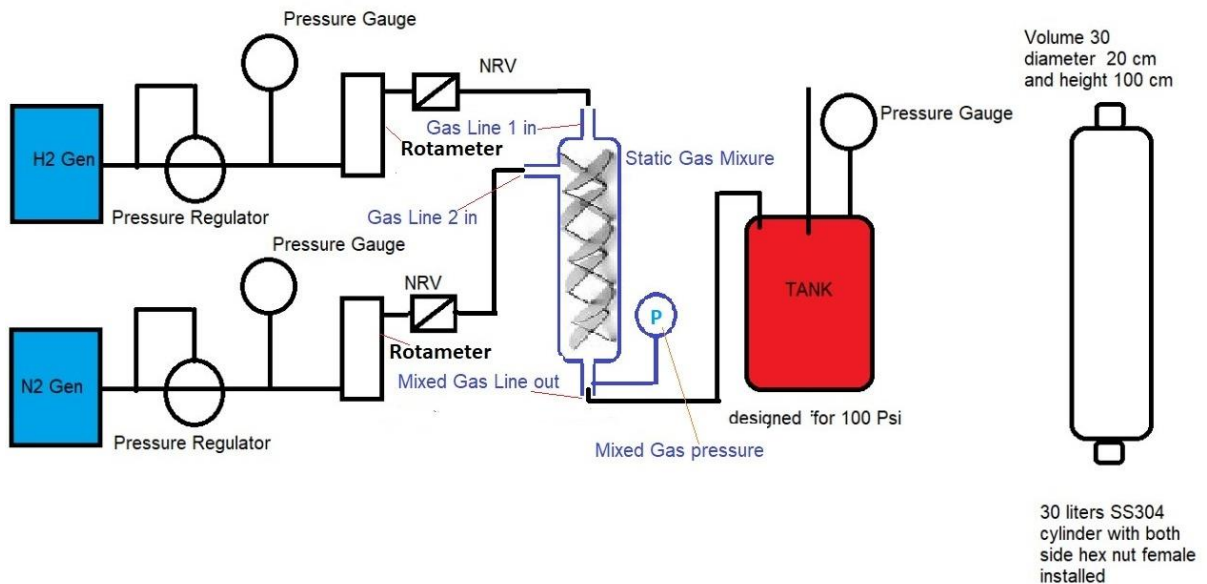 Pressure Gauge
H2 Gen
Pressure Regulator
Rotameter
NRV
Gas Line 1 in
Static Gas Mixure
Gas Line 2 in
Pressure Gauge
N2 Gen
Pressure Regulator
Rotameter
NRV
Mixed Gas Line out
P
Mixed Gas pressure
Pressure Gauge
TANK
designed 'for 100 Psi
Volume 30
diameter 20 cm
and height 100 cm
30 liters SS304
cylinder with both
side hex nut female
installed